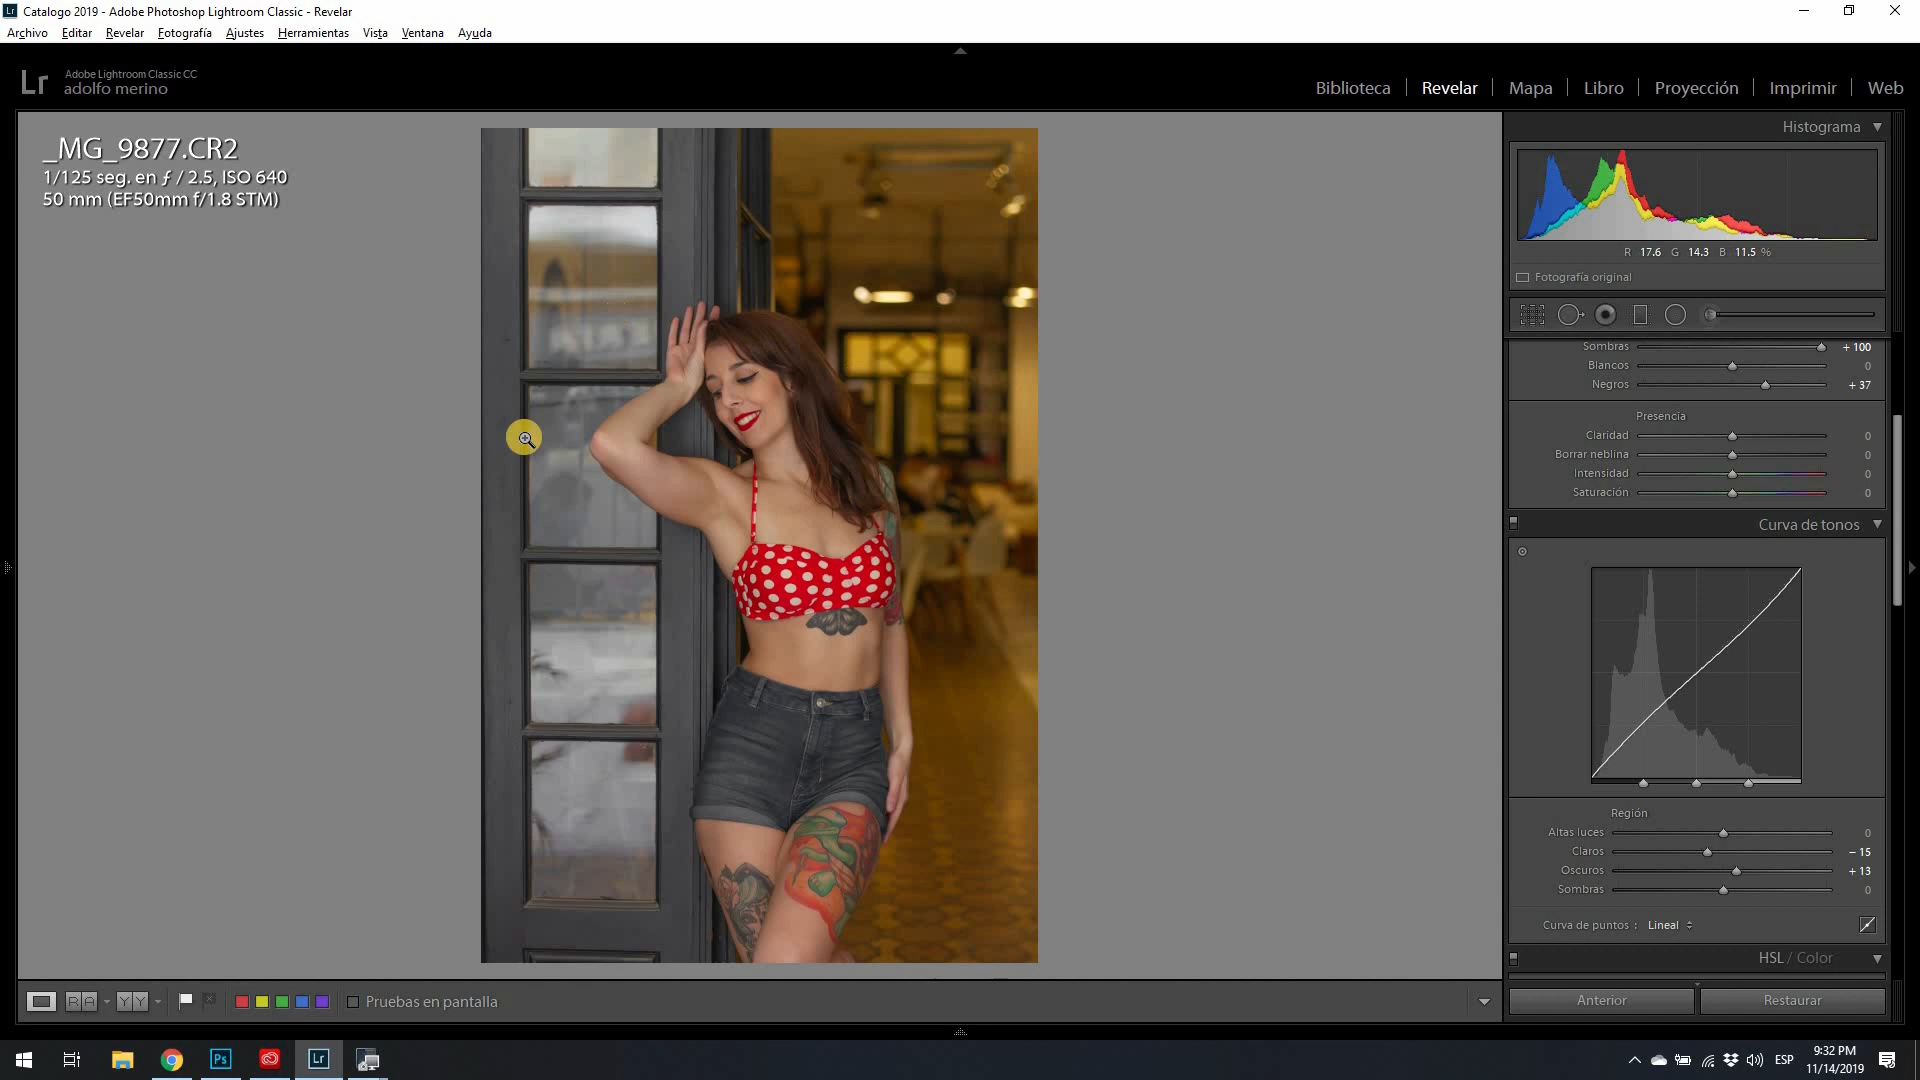 Lr Catalogo 2019 - Adobe Photoshop Lightroom Classic - Revelar
Archivo Editar Revelar Fotografía Ajustes Herramientas Vista Ventana Ayuda
Lr Adobe Lightroom Classic CC
adolfo merino
Biblioteca | Revelar | Mapa | Libro | Proyección | Imprimir | Web
_MG_9877.CR2
1/125 seg. en ƒ / 2.5, ISO 640
50 mm (EF50mm f/1.8 STM)
Histograma
R 17.6 G 14.3 B 11.5 %
Fotografía original
Sombras + 100
Blancos 0
Negros + 37
Presencia
Claridad 0
Borrar neblina 0
Intensidad 0
Saturación 0
Curva de tonos
Región
Altas luces 0
Claros − 15
Oscuros + 13
Sombras 0
Curva de puntos : Lineal
HSL / Color
Anterior Restaurar
R A Y Y Pruebas en pantalla
Ps Lr
ESP
9:32 PM
11/14/2019